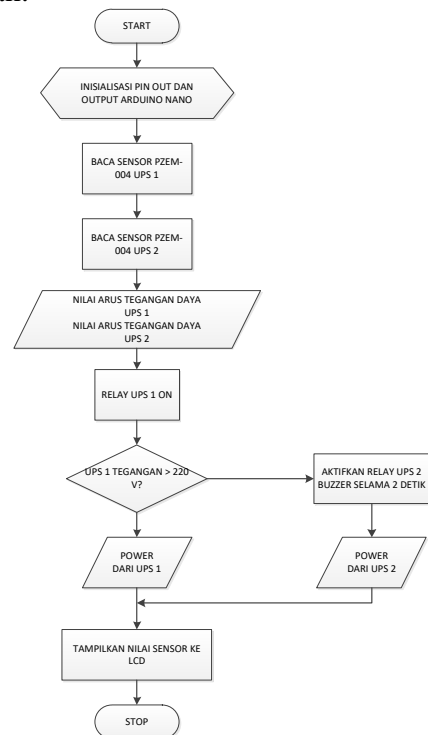 START
INISIALISASI PIN OUT DAN
OUTPUT ARDUINO NANO
BACA SENSOR PZEM-
004 UPS 1
BACA SENSOR PZEM-
004 UPS 2
NILAI ARUS TEGANGAN DAYA
UPS 1
NILAI ARUS TEGANGAN DAYA
UPS 2
RELAY UPS 1 ON
UPS 1 TEGANGAN > 220
V?
AKTIFKAN RELAY UPS 2
BUZZER SELAMA 2 DETIK
POWER
DARI UPS 1
POWER
DARI UPS 2
TAMPILKAN NILAI SENSOR KE
LCD
STOP